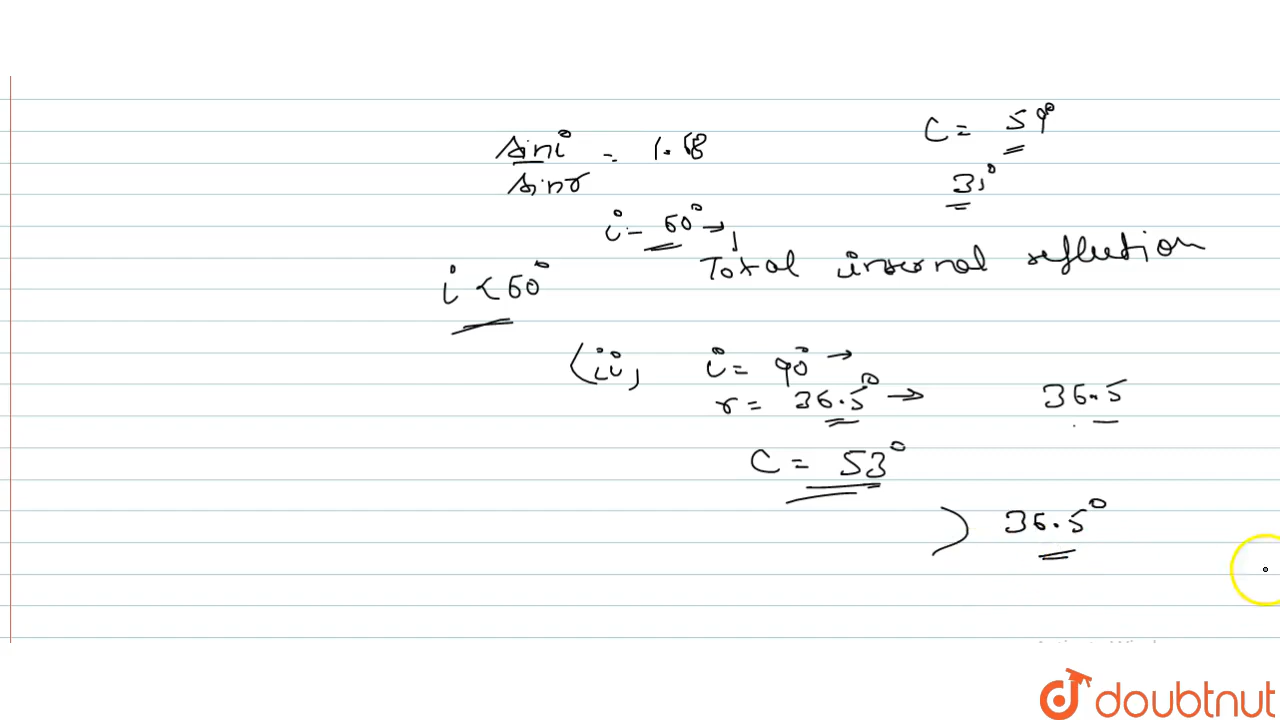 sin i = 1.68
sin r
C = 59°
31°
i = 60° →
Total internal reflection
i < 60°
(ii) i = 90° →
r = 36.5° → 36.5
C = 53°
) 36.5°
doubtnut